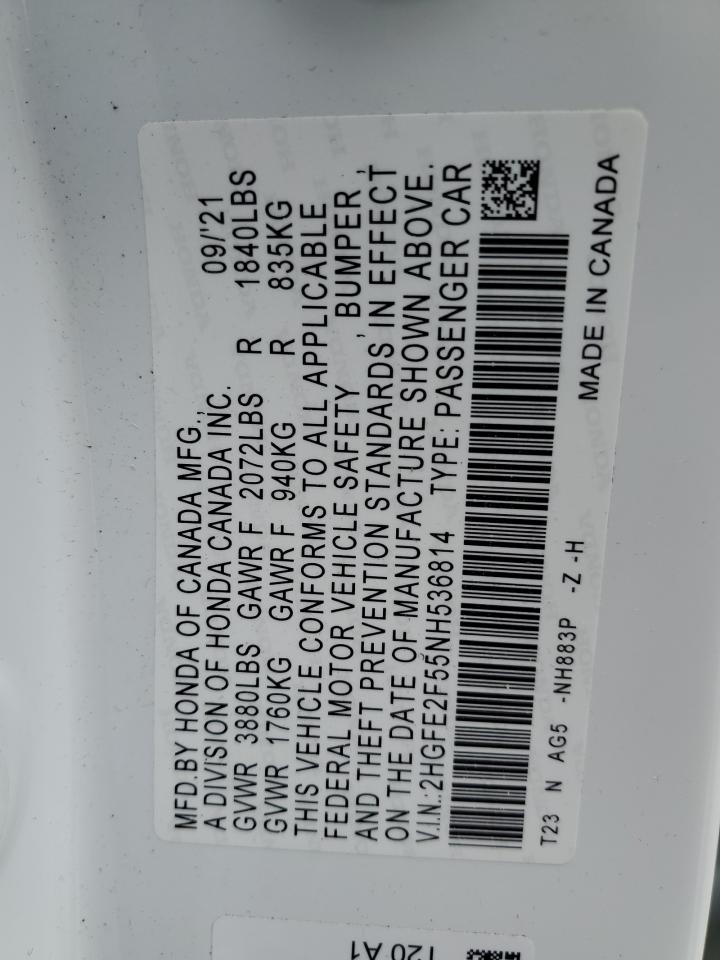 MFD. BY HONDA OF CANADA MFG., 09/'21
A DIVISION OF HONDA CANADA INC.
GVWR 3880LBS GAWR F 2072LBS R 1840LBS
GVWR 1760KG GAWR F 940KG R 835KG
THIS VEHICLE CONFORMS TO ALL APPLICABLE
FEDERAL MOTOR VEHICLE SAFETY , BUMPER ,
AND THEFT PREVENTION STANDARDS IN EFFECT
ON THE DATE OF MANUFACTURE SHOWN ABOVE.
V.I.N.:2HGFE2F55NH536814 TYPE: PASSENGER CAR
T23 N AG5 -NH883P -Z -H
MADE IN CANADA
T20 A1